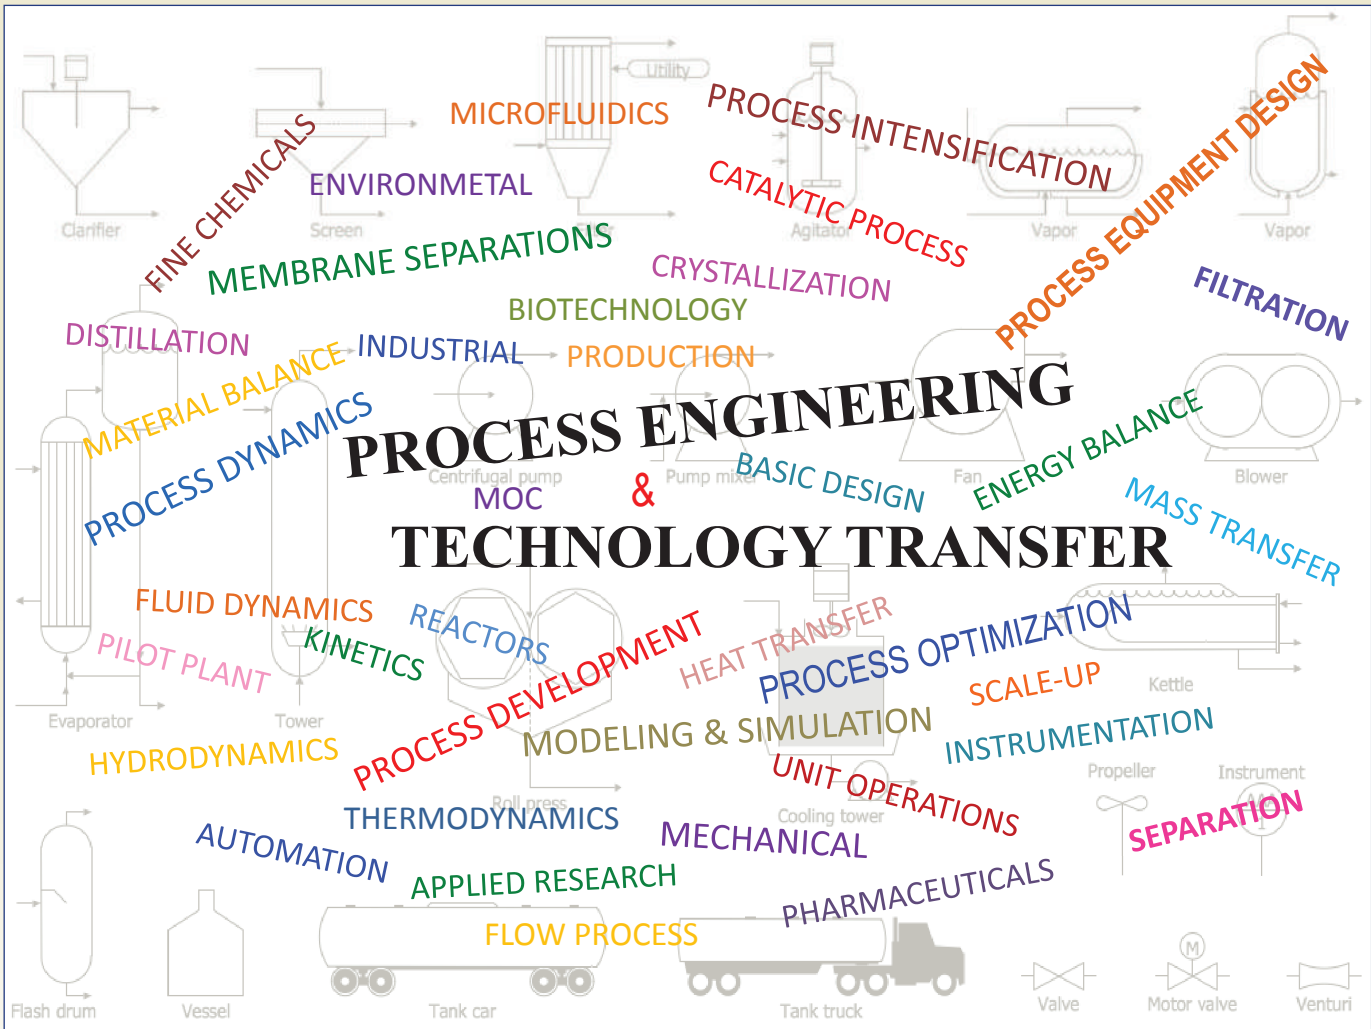 Utility
MICROFLUIDICS
PROCESS INTENSIFICATION
PROCESS EQUIPMENT DESIGN
FINE CHEMICALS
ENVIRONMETAL
CATALYTIC PROCESS
Clarifier
Screen
Filter
Agitator
Vapor
Vapor
MEMBRANE SEPARATIONS
CRYSTALLIZATION
FILTRATION
BIOTECHNOLOGY
DISTILLATION
INDUSTRIAL
PRODUCTION
MATERIAL BALANCE
PROCESS DYNAMICS
PROCESS ENGINEERING
Centrifugal pump
Pump mixer
BASIC DESIGN
Fan
ENERGY BALANCE
Blower
MOC
&
MASS TRANSFER
TECHNOLOGY TRANSFER
FLUID DYNAMICS
REACTORS
KINETICS
PILOT PLANT
HEAT TRANSFER
PROCESS OPTIMIZATION
SCALE-UP
Kettle
Evaporator
Tower
PROCESS DEVELOPMENT
MODELING & SIMULATION
INSTRUMENTATION
HYDRODYNAMICS
UNIT OPERATIONS
Propeller
Instrument
Roll press
Cooling tower
THERMODYNAMICS
MECHANICAL
SEPARATION
AUTOMATION
APPLIED RESEARCH
PHARMACEUTICALS
FLOW PROCESS
M
Flash drum
Vessel
Tank car
Tank truck
Valve
Motor valve
Venturi